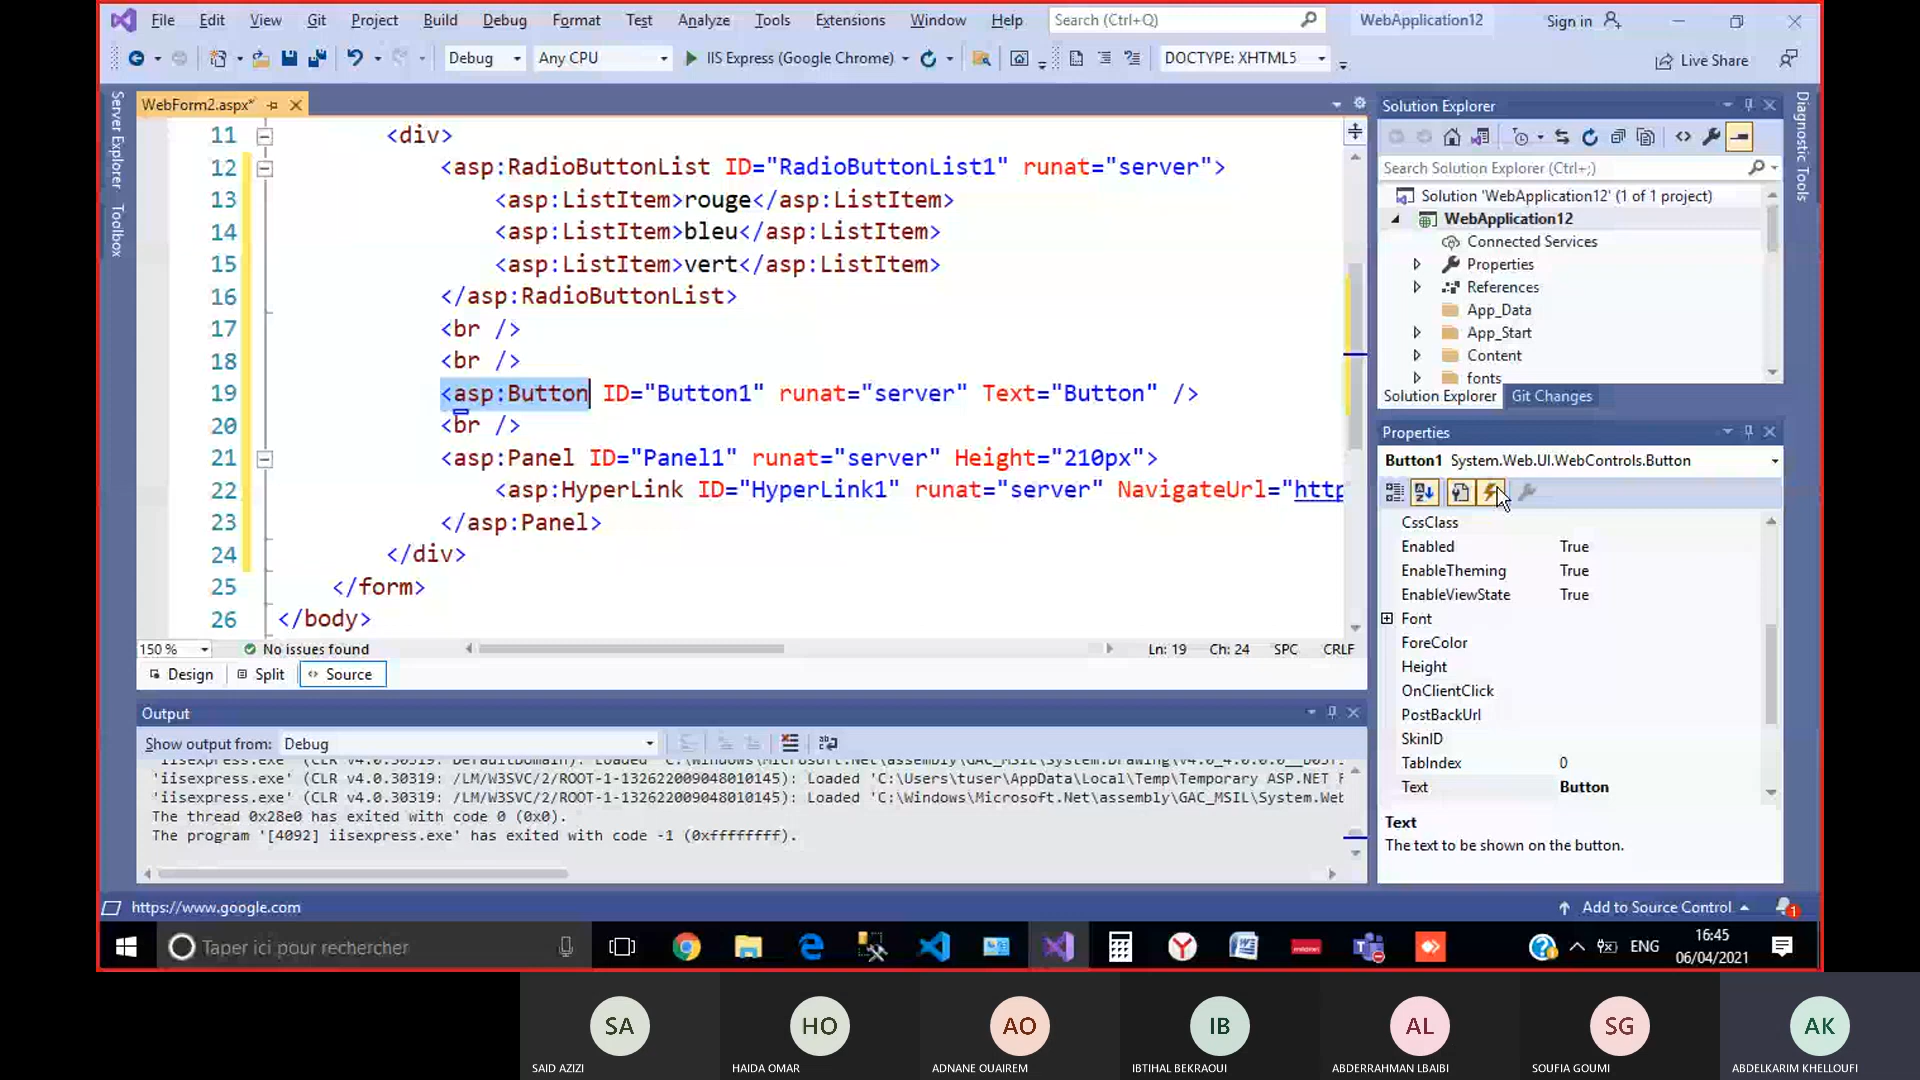 File Edit View Git Project Build Debug Format Test Analyze Tools Extensions Window Help Search (Ctrl+Q) WebApplication12 Sign in
Debug Any CPU IIS Express (Google Chrome) DOCTYPE: XHTML5 Live Share
Server Explorer
Toolbox
WebForm2.aspx*
11 <div>
12 <asp:RadioButtonList ID="RadioButtonList1" runat="server">
13 <asp:ListItem>rouge</asp:ListItem>
14 <asp:ListItem>bleu</asp:ListItem>
15 <asp:ListItem>vert</asp:ListItem>
16 </asp:RadioButtonList>
17 <br />
18 <br />
19 <asp:Button ID="Button1" runat="server" Text="Button" />
20 <br />
21 <asp:Panel ID="Panel1" runat="server" Height="210px">
22 <asp:HyperLink ID="HyperLink1" runat="server" NavigateUrl="http
23 </asp:Panel>
24 </div>
25 </form>
26 </body>
150 % No issues found Ln: 19 Ch: 24 SPC CRLF
Design Split Source
Output
Show output from: Debug
'iisexpress.exe' (CLR v4.0.30319: DefaultDomain): Loaded
'iisexpress.exe' (CLR v4.0.30319: /LM/W3SVC/2/ROOT-1-132622009048010145): Loaded 'C:\Users\tuser\AppData\Local\Temp\Temporary ASP.NET F
'iisexpress.exe' (CLR v4.0.30319: /LM/W3SVC/2/ROOT-1-132622009048010145): Loaded 'C:\Windows\Microsoft.Net\assembly\GAC_MSIL\System.Web
The thread 0x28e0 has exited with code 0 (0x0).
The program '[4092] iisexpress.exe' has exited with code -1 (0xffffffff).
Solution Explorer
Search Solution Explorer (Ctrl+;)
Solution 'WebApplication12' (1 of 1 project)
WebApplication12
Connected Services
Properties
References
App_Data
App_Start
Content
fonts
Solution Explorer Git Changes
Properties
Button1 System.Web.UI.WebControls.Button
CssClass
Enabled True
EnableTheming True
EnableViewState True
Font
ForeColor
Height
OnClientClick
PostBackUrl
SkinID
TabIndex 0
Text Button
Text
The text to be shown on the button.
Diagnostic Tools
https://www.google.com Add to Source Control 1
Taper ici pour rechercher ENG 16:45
06/04/2021
SA HO AO IB AL SG AK
SAID AZIZI HAIDA OMAR ADNANE OUAIREM IBTIHAL BEKRAOUI ABDERRAHMAN LBAIBI SOUFIA GOUMI ABDELKARIM KHELLOUFI